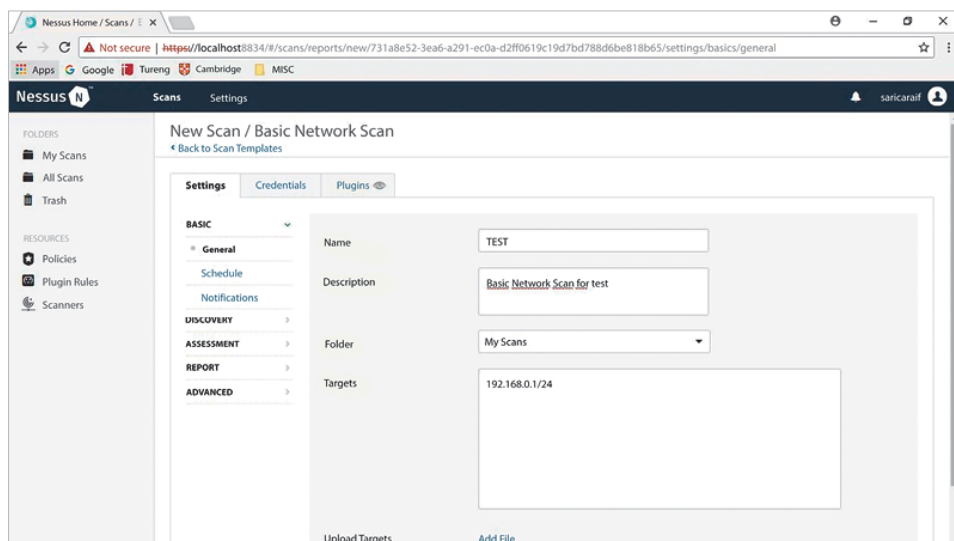 Nessus Home / Scans / E
Not secure | https://localhost8834/#/scans/reports/new/731a8e52-3ea6-a291-ec0a-d2ff0619c19d7bd788d6be818b65/settings/basics/general
Apps Google Tureng Cambridge MISC
Nessus N Scans Settings saricaraif
FOLDERS
My Scans
All Scans
Trash
RESOURCES
Policies
Plugin Rules
Scanners
New Scan / Basic Network Scan
Back to Scan Templates
Settings Credentials Plugins
BASIC
General
Schedule
Notifications
DISCOVERY
ASSESSMENT
REPORT
ADVANCED
Name TEST
Description Basic Network Scan for test
Folder My Scans
Targets 192.168.0.1/24
Upload Targets Add File